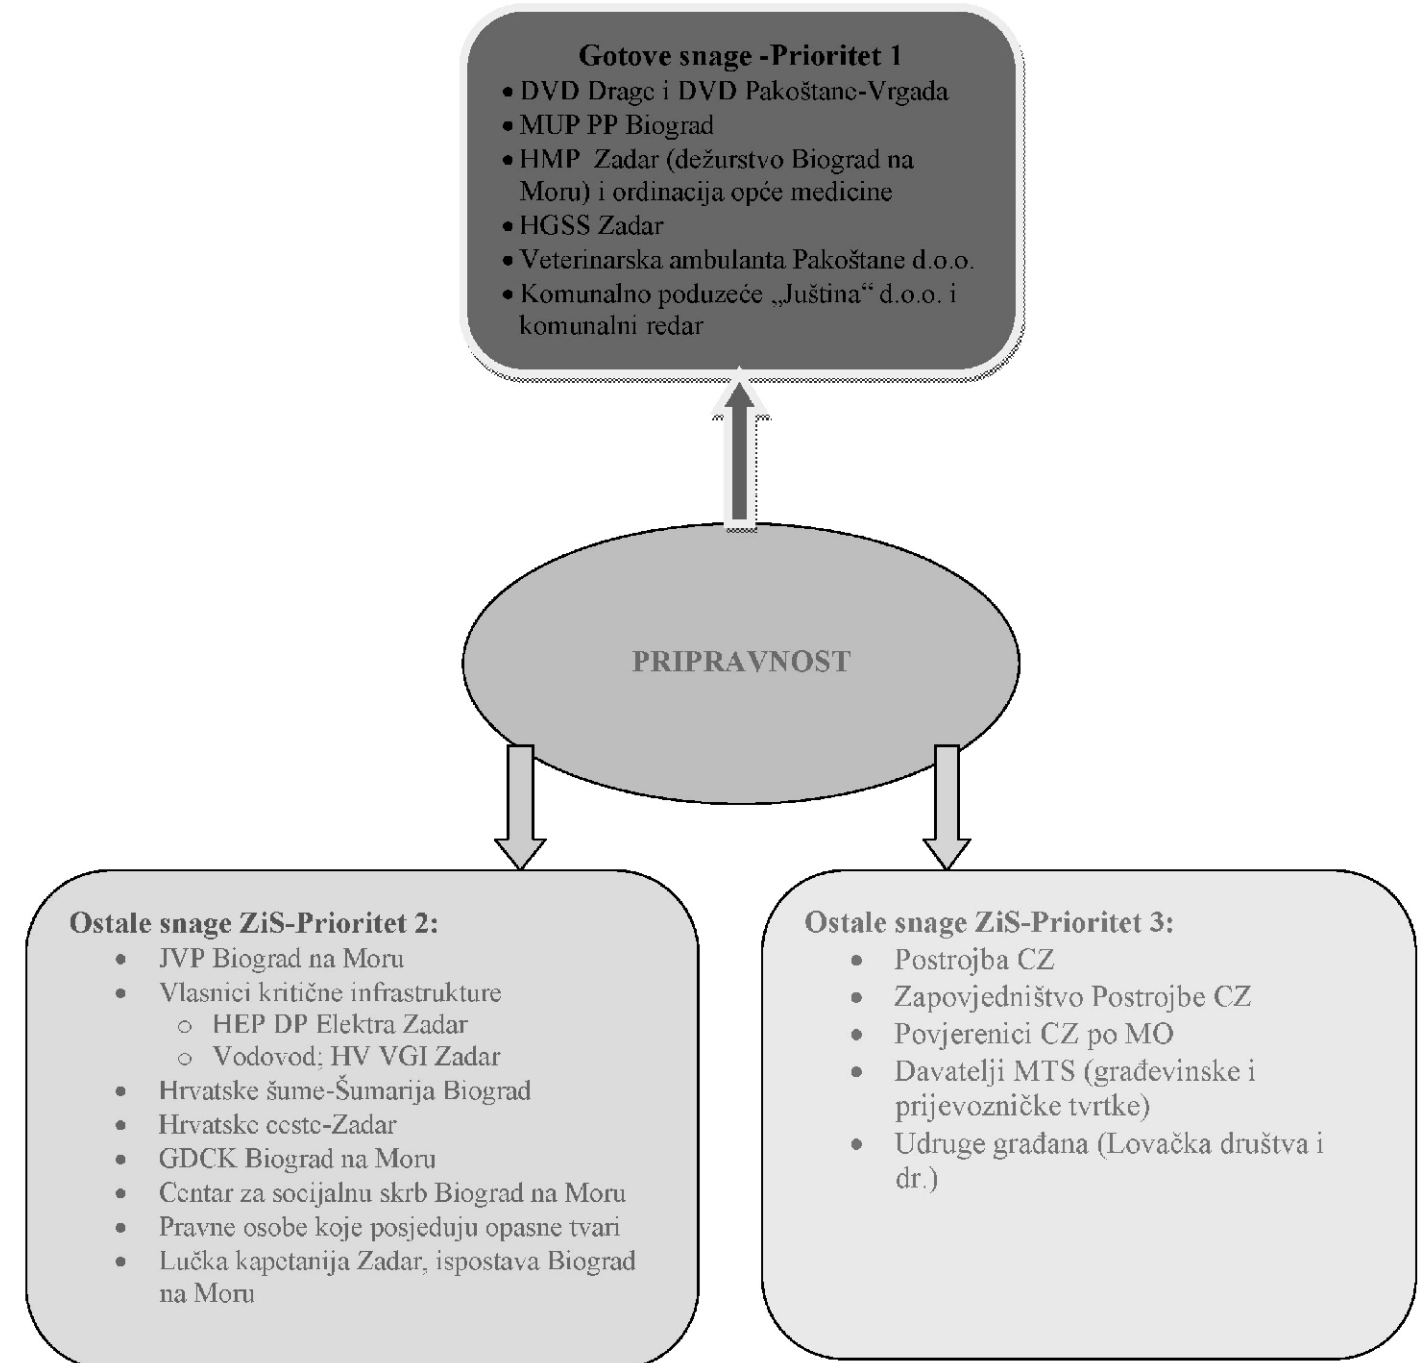 Gotove snage -Prioritet 1
• DVD Drage i DVD Pakoštane-Vrgada
• MUP PP Biograd
• HMP Zadar (dežurstvo Biograd na
Moru) i ordinacija opće medicine
• HGSS Zadar
• Veterinarska ambulanta Pakoštane d.o.o.
• Komunalno poduzeće „Juština“ d.o.o. i
komunalni redar
PRIPRAVNOST
Ostale snage ZiS-Prioritet 2:
• JVP Biograd na Moru
• Vlasnici kritične infrastrukture
○ HEP DP Elektra Zadar
○ Vodovod; HV VGI Zadar
• Hrvatske šume-Šumarija Biograd
• Hrvatske ceste-Zadar
• GDCK Biograd na Moru
• Centar za socijalnu skrb Biograd na Moru
• Pravne osobe koje posjeduju opasne tvari
• Lučka kapetanija Zadar, ispostava Biograd
na Moru
Ostale snage ZiS-Prioritet 3:
• Postrojba CZ
• Zapovjedništvo Postrojbe CZ
• Povjerenici CZ po MO
• Davatelji MTS (građevinske i
prijevozničke tvrtke)
• Udruge građana (Lovačka društva i
dr.)